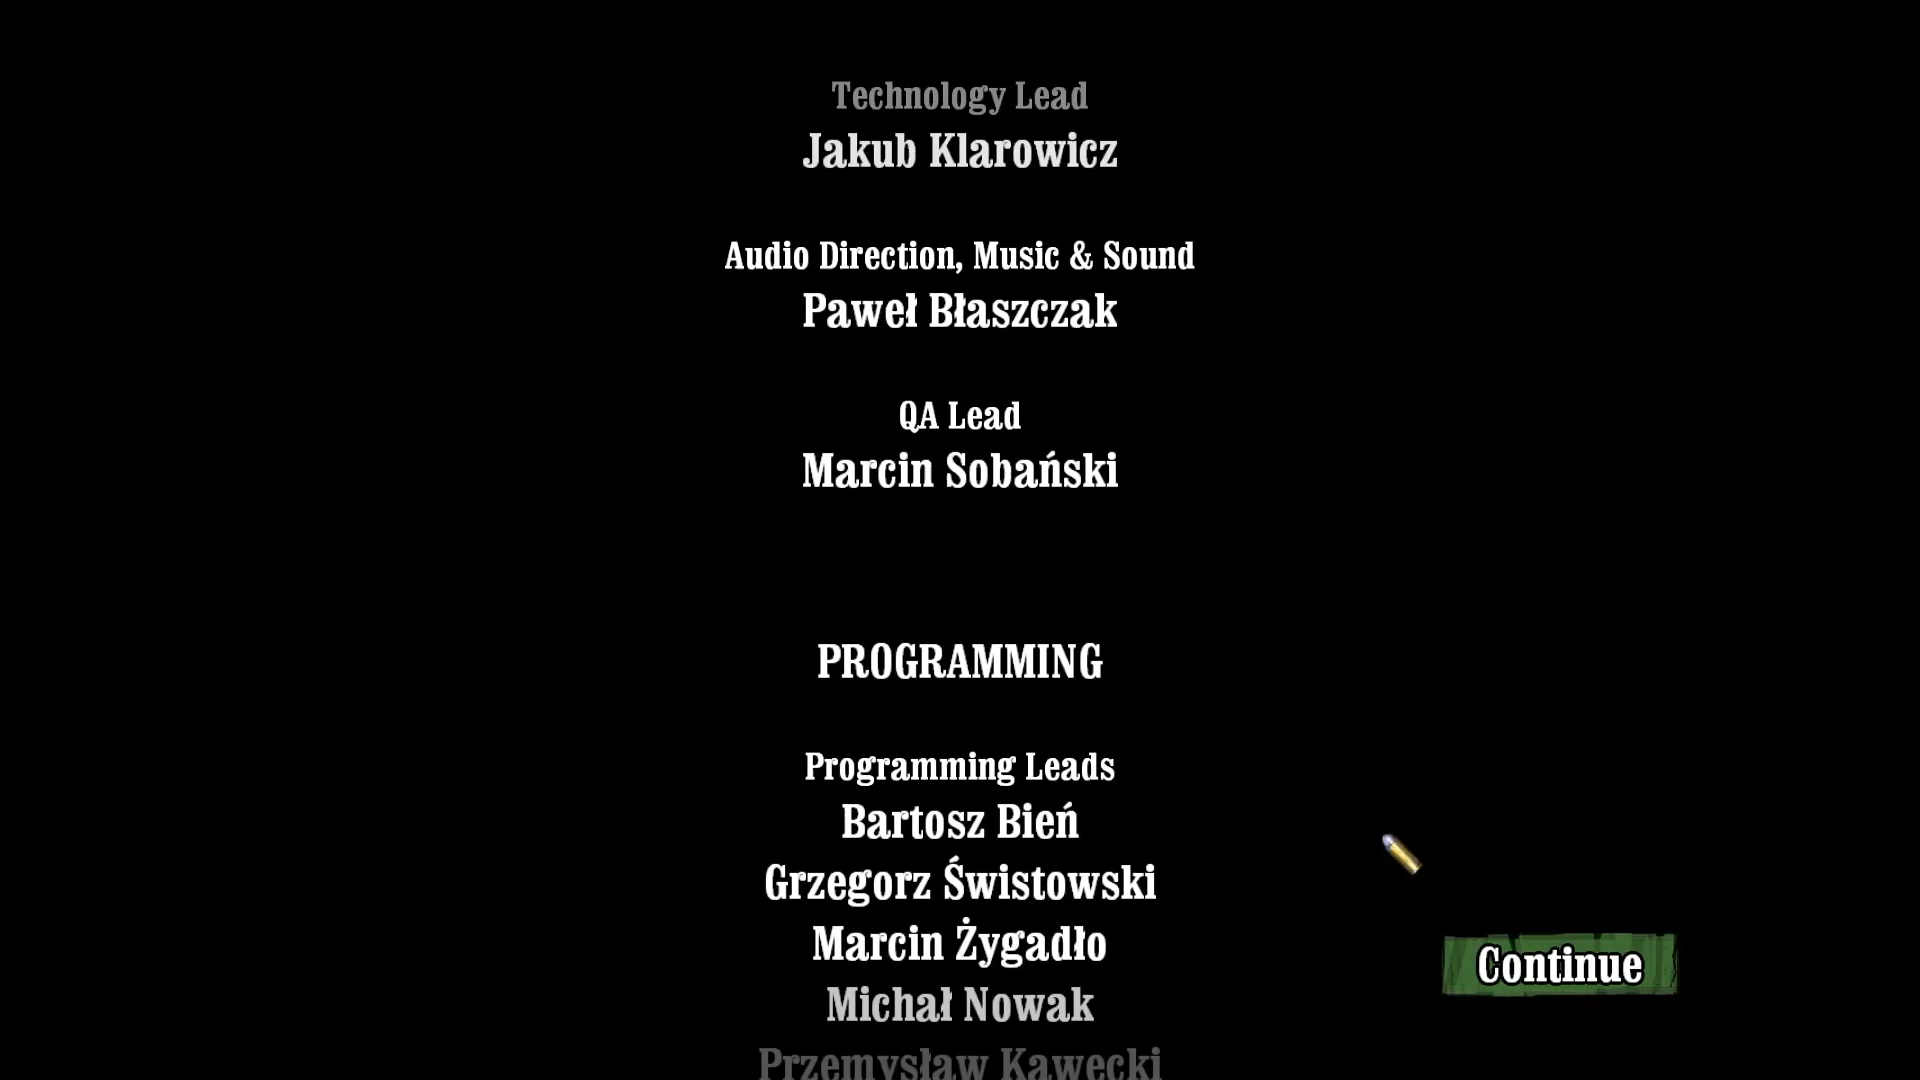 Technology Lead
Jakub Klarowicz
Audio Direction, Music & Sound
Paweł Błaszczak
QA Lead
Marcin Sobański
PROGRAMMING
Programming Leads
Bartosz Bień
Grzegorz Świstowski
Marcin Żygadło
Michał Nowak
Przemysław Kawecki
Continue